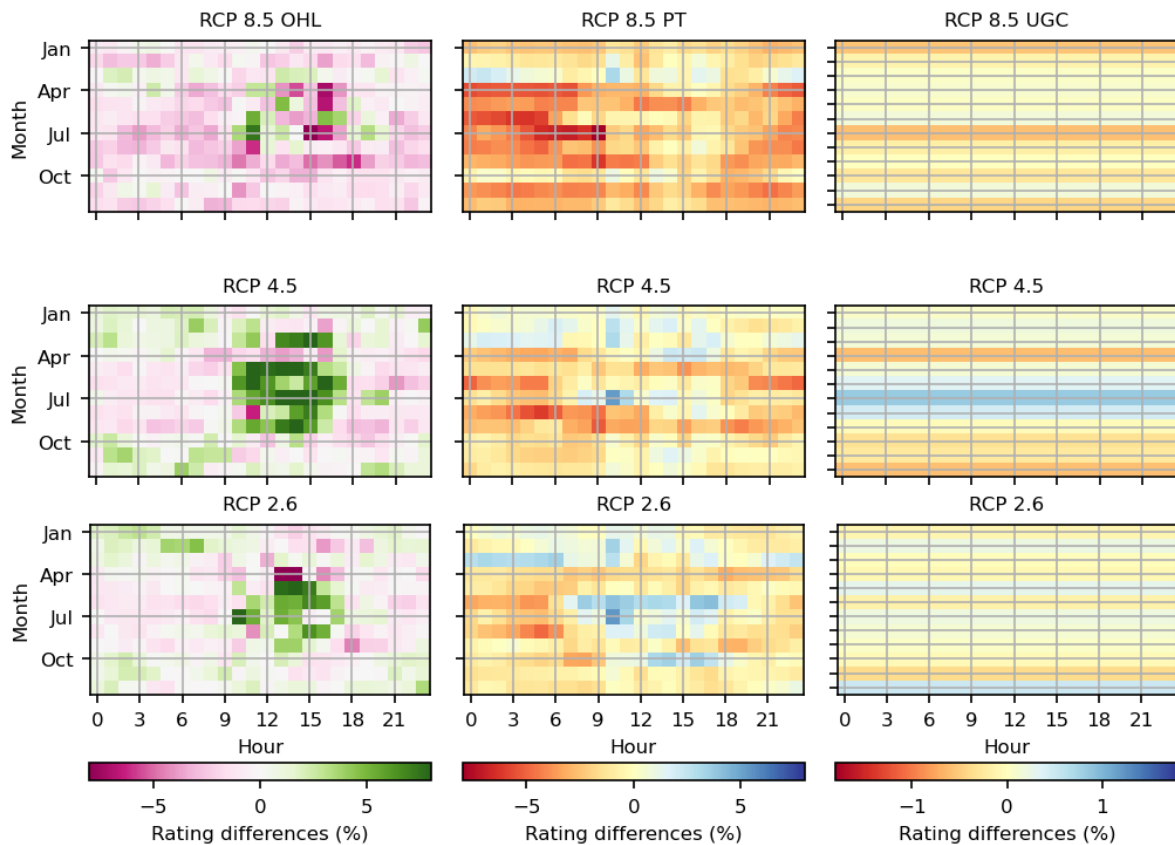 RCP 8.5 OHL
RCP 8.5 PT
RCP 8.5 UGC
Jan
Apr
Jul
Oct
Month
RCP 4.5
RCP 4.5
RCP 4.5
Jan
Apr
Jul
Oct
Month
RCP 2.6
RCP 2.6
RCP 2.6
Jan
Apr
Jul
Oct
Month
0 3 6 9 12 15 18 21
0 3 6 9 12 15 18 21
0 3 6 9 12 15 18 21
Hour
Hour
Hour
−5 0 5
−5 0 5
−1 0 1
Rating differences (%)
Rating differences (%)
Rating differences (%)